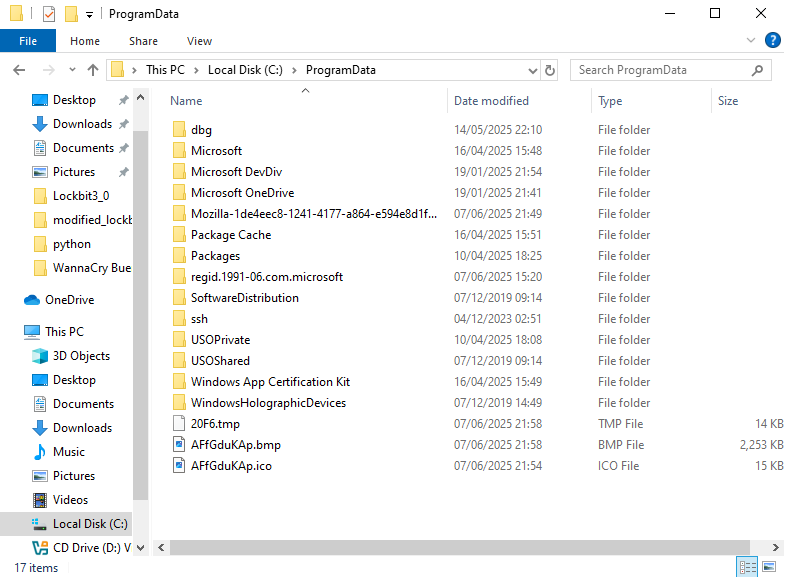 ProgramData
File Home Share View
This PC Local Disk (C:) ProgramData Search ProgramData
Name Date modified Type Size
Desktop
Downloads
Documents
Pictures
Lockbit3_0
modified_lockb
python
WannaCry Bue
OneDrive
This PC
3D Objects
Desktop
Documents
Downloads
Music
Pictures
Videos
Local Disk (C:)
CD Drive (D:) V
dbg 14/05/2025 22:10 File folder
Microsoft 16/04/2025 15:48 File folder
Microsoft DevDiv 19/01/2025 21:54 File folder
Microsoft OneDrive 19/01/2025 21:41 File folder
Mozilla-1de4eec8-1241-4177-a864-e594e8d1f... 07/06/2025 21:49 File folder
Package Cache 16/04/2025 15:51 File folder
Packages 10/04/2025 18:25 File folder
regid.1991-06.com.microsoft 07/06/2025 15:20 File folder
SoftwareDistribution 07/12/2019 09:14 File folder
ssh 04/12/2023 02:51 File folder
USOPrivate 10/04/2025 18:08 File folder
USOShared 07/12/2019 09:14 File folder
Windows App Certification Kit 16/04/2025 15:49 File folder
WindowsHolographicDevices 07/12/2019 14:49 File folder
20F6.tmp 07/06/2025 21:58 TMP File 14 KB
AFfGduKAp.bmp 07/06/2025 21:58 BMP File 2,253 KB
AFfGduKAp.ico 07/06/2025 21:54 ICO File 15 KB
17 items